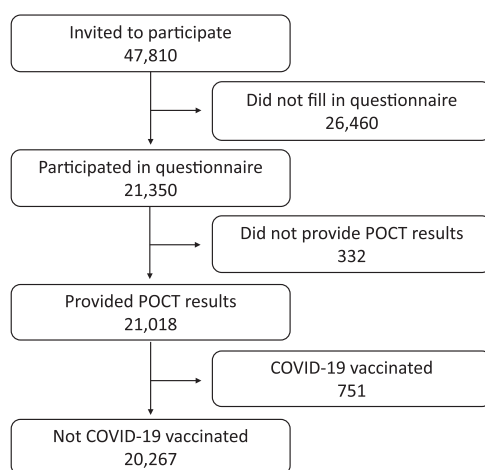 Invited to participate
47,810
Did not fill in questionnaire
26,460
Participated in questionnaire
21,350
Did not provide POCT results
332
Provided POCT results
21,018
COVID-19 vaccinated
751
Not COVID-19 vaccinated
20,267